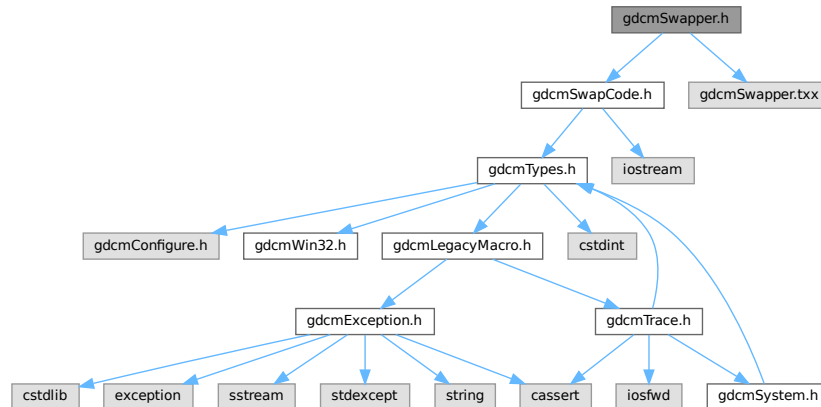 gdcmSwapper.h
gdcmSwapCode.h
gdcmSwapper.txx
gdcmTypes.h
iostream
gdcmConfigure.h
gdcmWin32.h
gdcmLegacyMacro.h
cstdint
gdcmException.h
gdcmTrace.h
cstdlib
exception
sstream
stdexcept
string
cassert
iosfwd
gdcmSystem.h